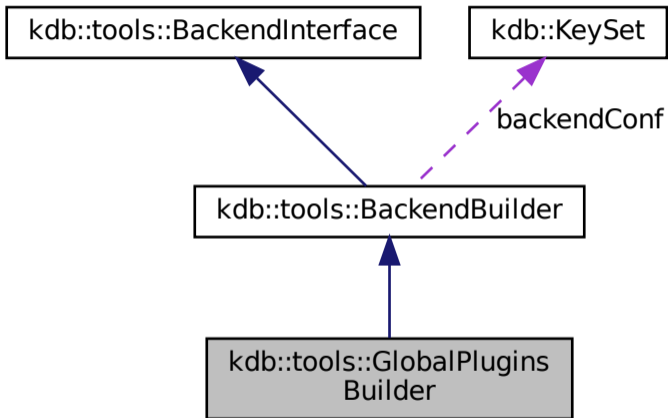 kdb::tools::BackendInterface
kdb::KeySet
backendConf
kdb::tools::BackendBuilder
kdb::tools::GlobalPlugins
Builder